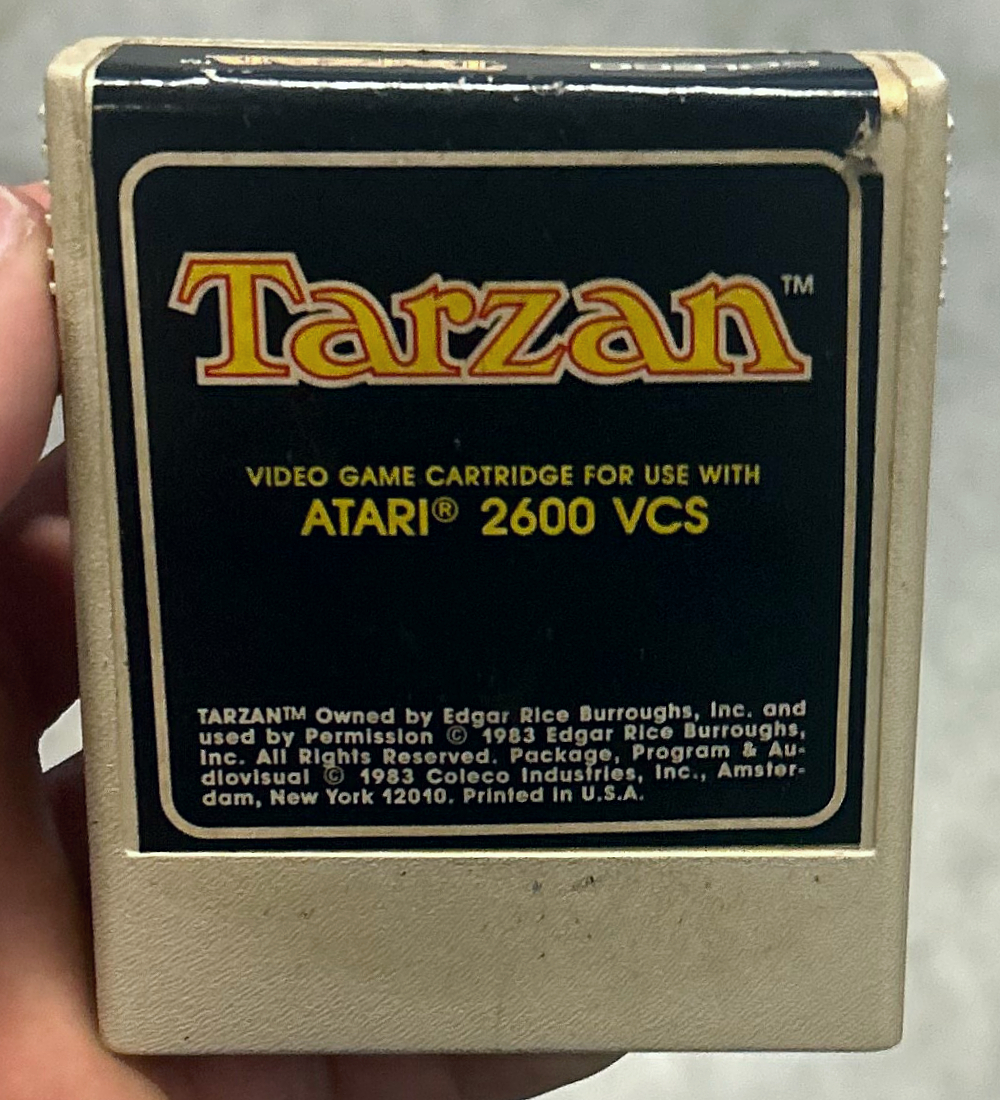 Tarzan™
VIDEO GAME CARTRIDGE FOR USE WITH
ATARI® 2600 VCS
TARZAN™ Owned by Edgar Rice Burroughs, Inc. and
used by Permission © 1983 Edgar Rice Burroughs,
Inc. All Rights Reserved. Package, Program & Au-
diovisual © 1983 Coleco Industries, Inc., Amster-
dam, New York 12010. Printed in U.S.A.